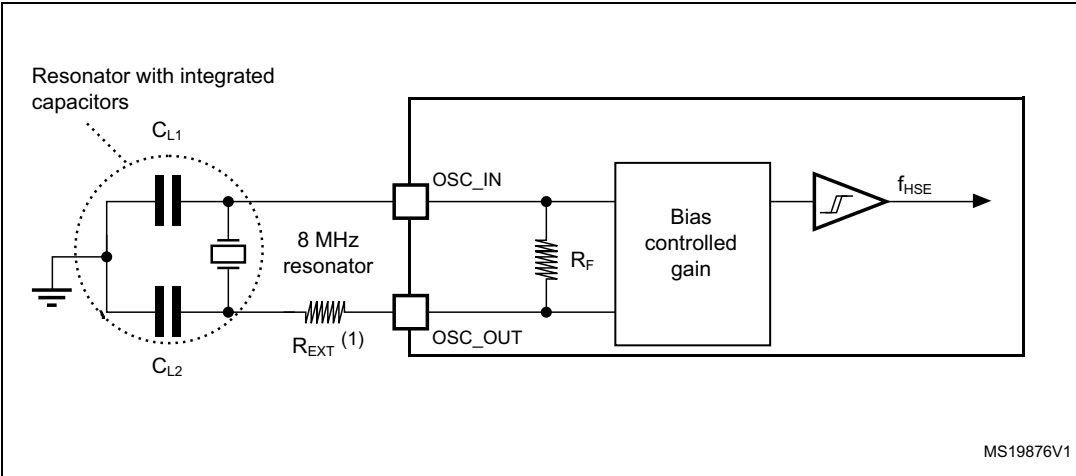 Resonator with integrated
capacitors
CL1
OSC_IN
fHSE
8 MHz
resonator
RF
Bias
controlled
gain
REXT (1)
OSC_OUT
CL2
MS19876V1